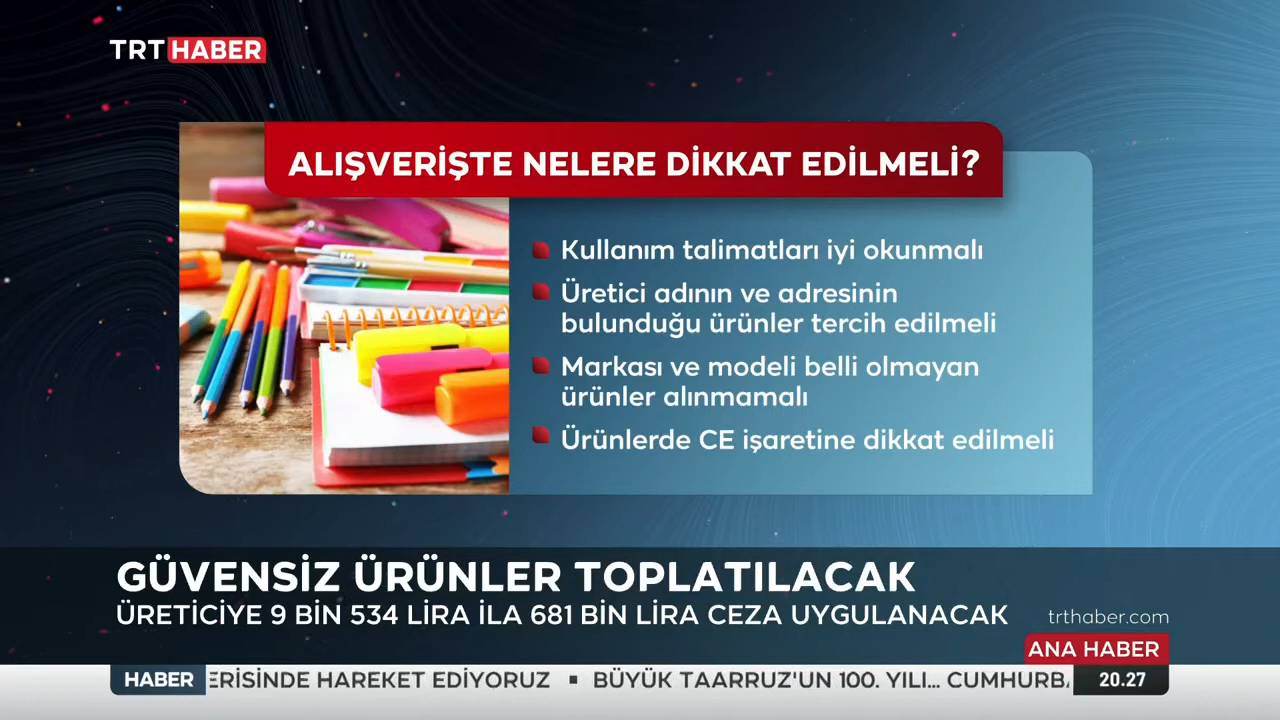 TRT HABER
ALIŞVERİŞTE NELERE DİKKAT EDİLMELİ?
Kullanım talimatları iyi okunmalı
Üretici adının ve adresinin
bulunduğu ürünler tercih edilmeli
Markası ve modeli belli olmayan
ürünler alınmamalı
Ürünlerde CE işaretine dikkat edilmeli
GÜVENSİZ ÜRÜNLER TOPLATILACAK
ÜRETİCİYE 9 BİN 534 LİRA İLA 681 BİN LİRA CEZA UYGULANACAK
trthaber.com
ANA HABER
HABER ERİSİNDE HAREKET EDİYORUZ ▪ BÜYÜK TAARRUZ'UN 100. YILI... CUMHURB 20.27